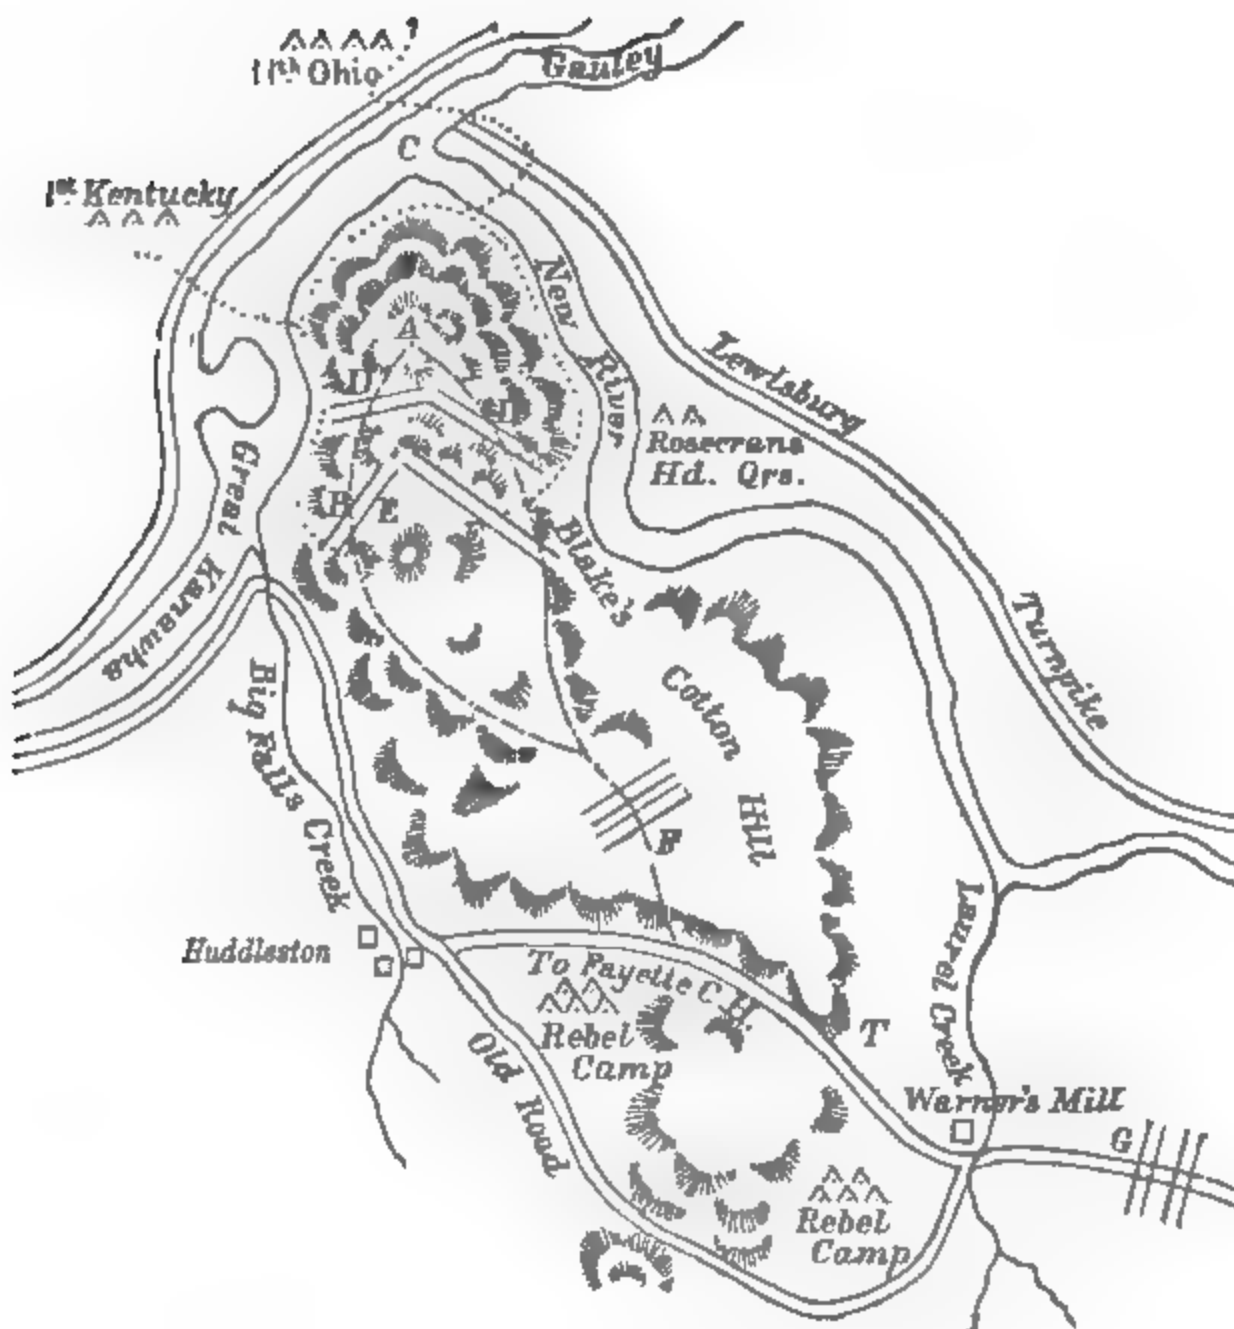 11th Ohio
Gauley
C
1st Kentucky
New River
A
D
D
Lewisburg
Rosecrans
Hd. Qrs.
Great Kanawha
B
E
Blake's
Turnpike
Cotton Hill
Big Falls Creek
F
Laurel Creek
Huddleston
To Fayette C. H.
Rebel
Camp
T
Old Road
Warner's Mill
G
Rebel
Camp